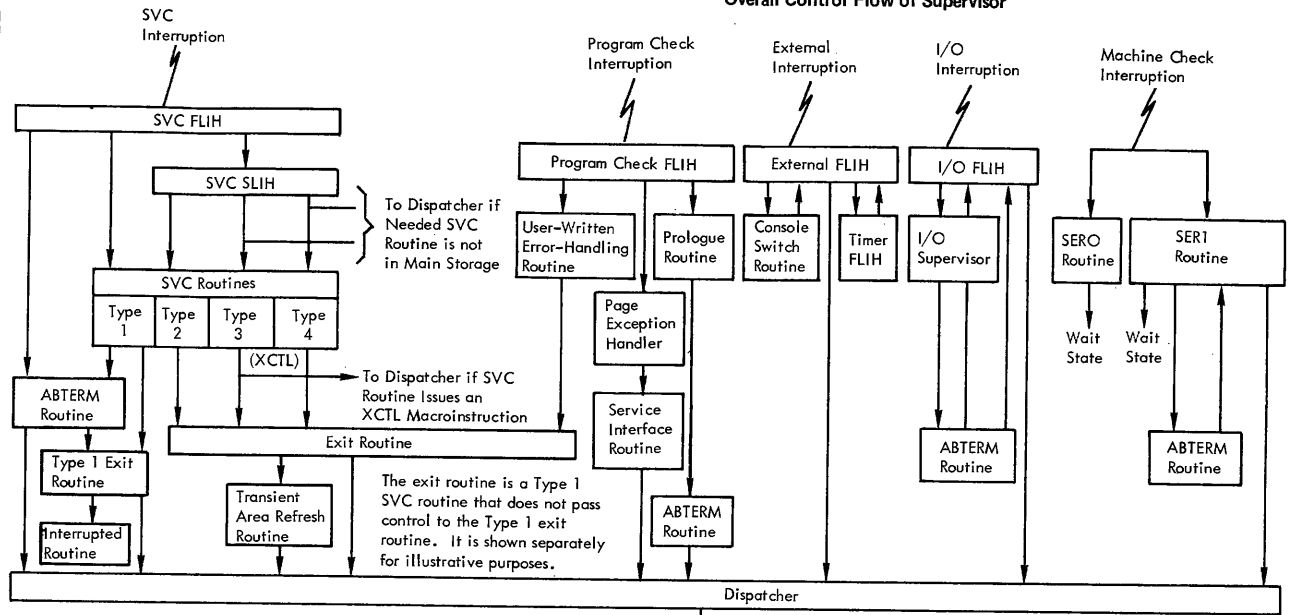 Overall Control Flow of Supervisor
SVC
Interruption
Program Check
Interruption
External
Interruption
I/O
Interruption
Machine Check
Interruption
SVC FLIH
SVC SLIH
To Dispatcher if
Needed SVC
Routine is not
in Main Storage
SVC Routines
Type
1
Type
2
Type
3
Type
4
(XCTL)
To Dispatcher if SVC
Routine Issues an
XCTL Macroinstruction
ABTERM
Routine
Type 1 Exit
Routine
Interrupted
Routine
Exit Routine
Transient
Area Refresh
Routine
The exit routine is a Type 1
SVC routine that does not pass
control to the Type 1 exit
routine. It is shown separately
for illustrative purposes.
Program Check FLIH
User-Written
Error-Handling
Routine
Prologue
Routine
Page
Exception
Handler
Service
Interface
Routine
ABTERM
Routine
External FLIH
Console
Switch
Routine
Timer
FLIH
I/O FLIH
I/O
Supervisor
ABTERM
Routine
SER0
Routine
SER1
Routine
Wait
State
Wait
State
ABTERM
Routine
Dispatcher